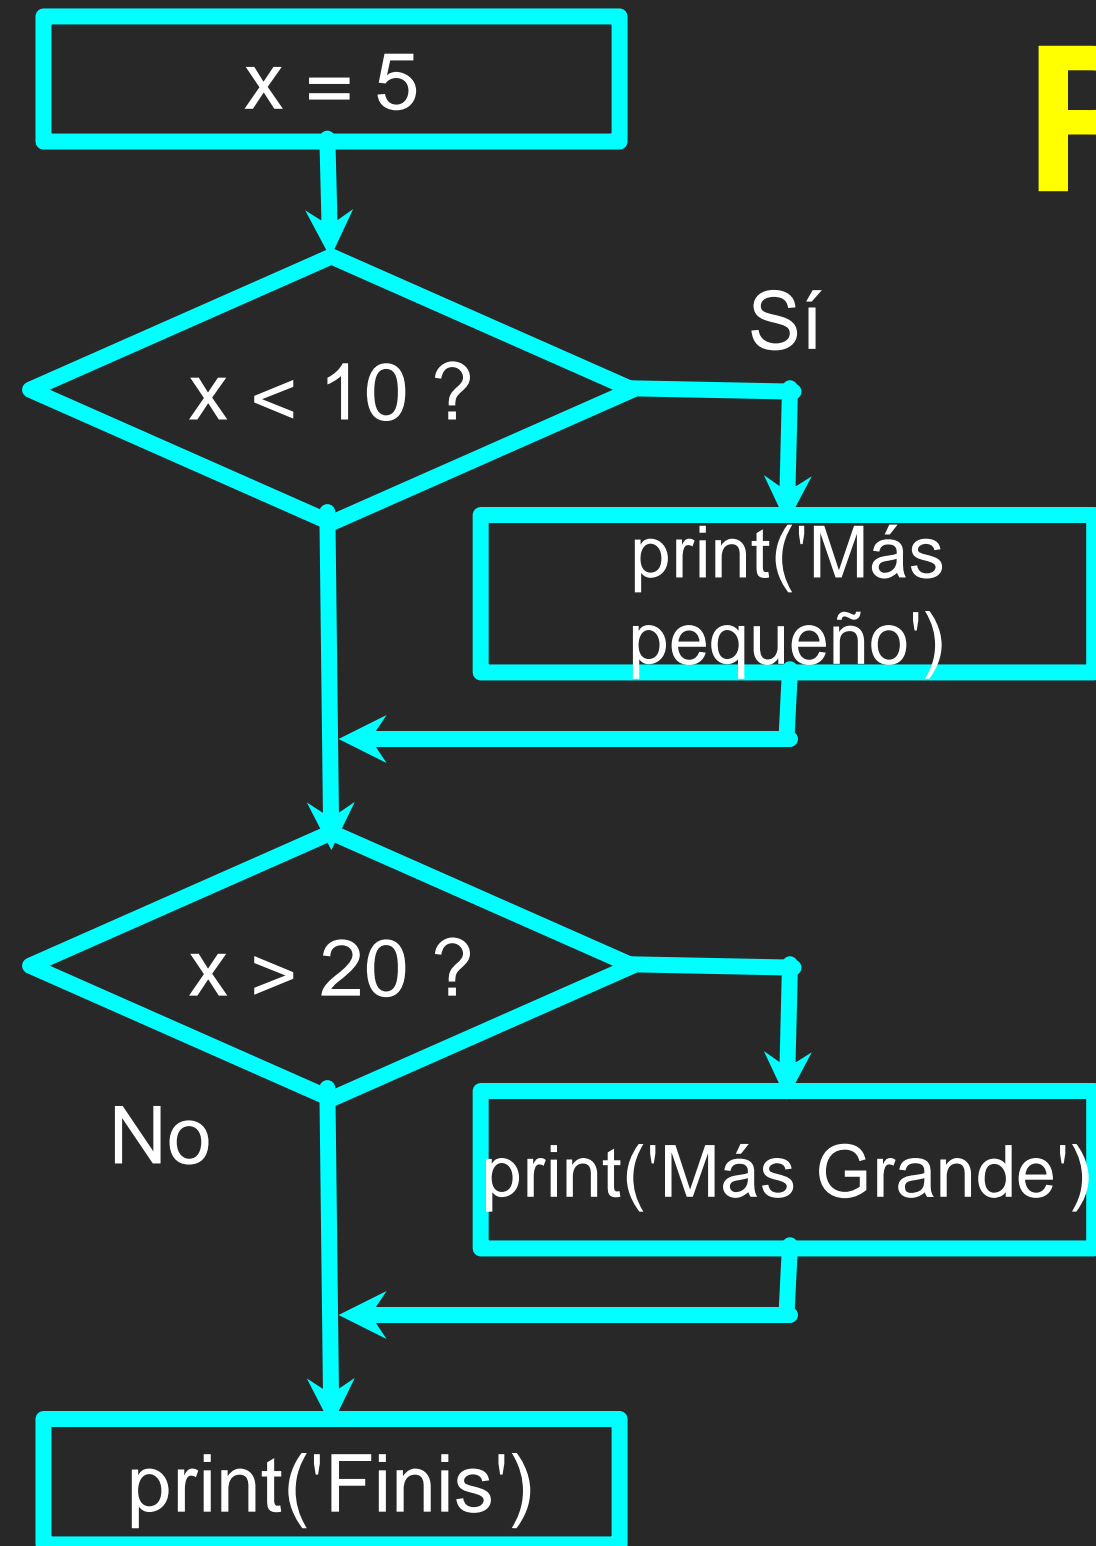 x = 5
P
Sí
x < 10 ?
print('Más
pequeño')
x > 20 ?
No
print('Más Grande')
print('Finis')